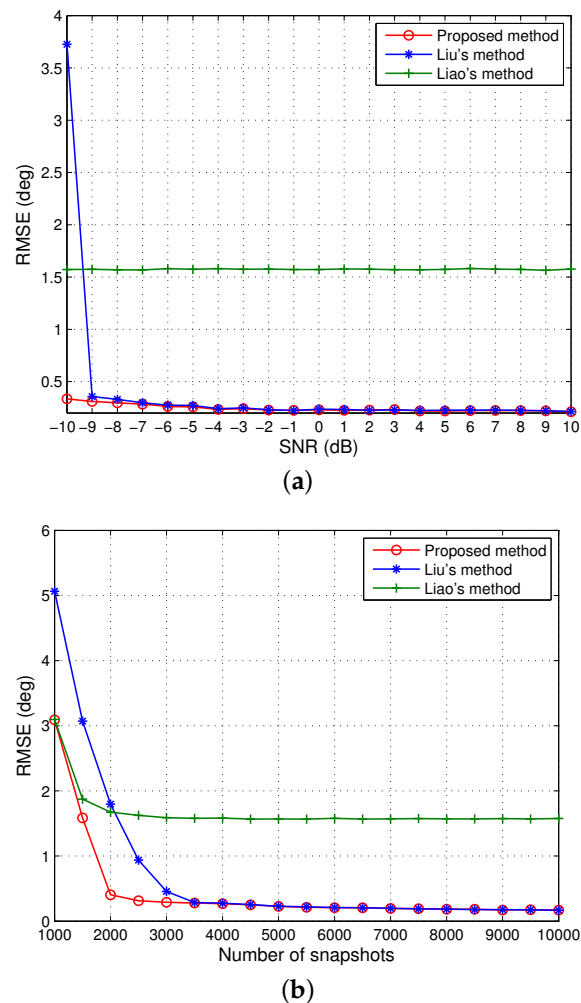 4
3.5
3
2.5
2
1.5
1
0.5
RMSE (deg)
Proposed method
Liu's method
Liao's method
−10 −9 −8 −7 −6 −5 −4 −3 −2 −1 0 1 2 3 4 5 6 7 8 9 10
SNR (dB)
(a)
6
5
4
3
2
1
0
RMSE (deg)
Proposed method
Liu's method
Liao's method
1000 2000 3000 4000 5000 6000 7000 8000 9000 10000
Number of snapshots
(b)